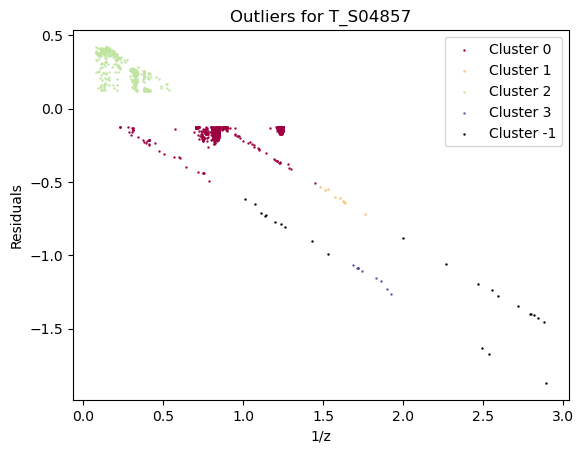 Outliers for T_S04857
0.5
0.0
−0.5
−1.0
−1.5
Residuals
Cluster 0
Cluster 1
Cluster 2
Cluster 3
Cluster -1
0.0 0.5 1.0 1.5 2.0 2.5 3.0
1/z